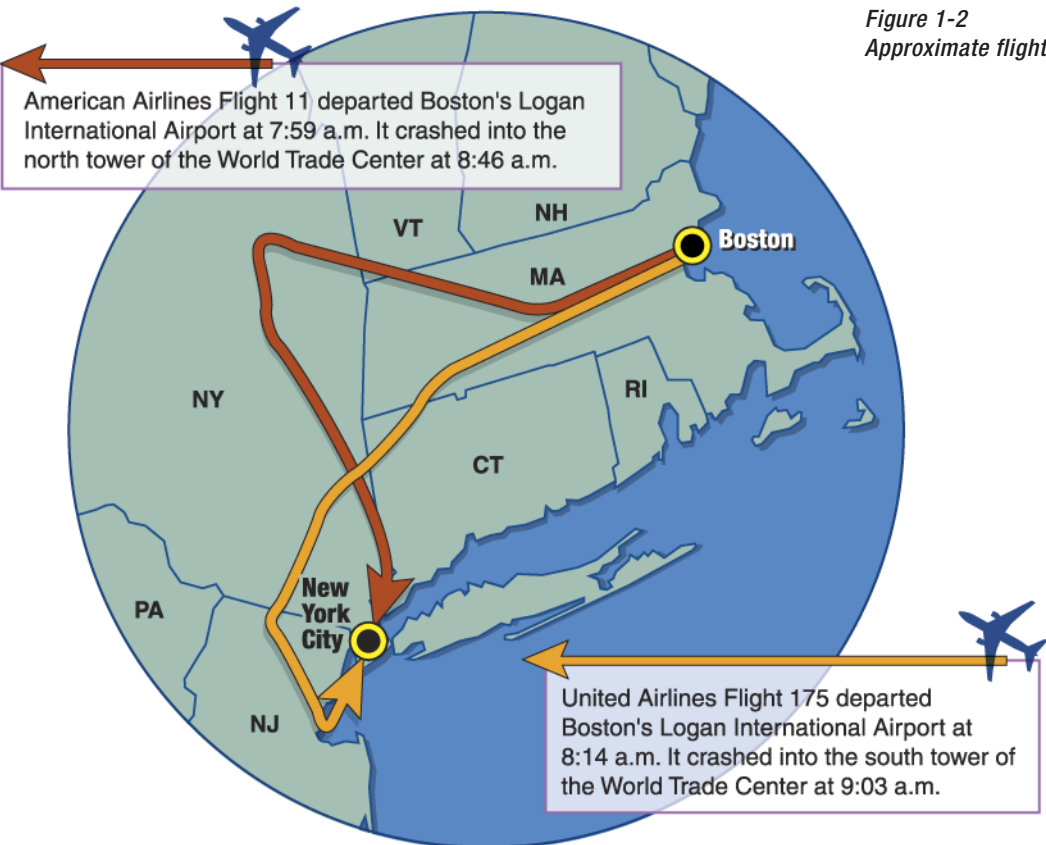 Figure 1-2
Approximate flight
American Airlines Flight 11 departed Boston's Logan
International Airport at 7:59 a.m. It crashed into the
north tower of the World Trade Center at 8:46 a.m.
VT
NH
Boston
MA
NY
RI
CT
New
York
City
PA
NJ
United Airlines Flight 175 departed
Boston's Logan International Airport at
8:14 a.m. It crashed into the south tower of
the World Trade Center at 9:03 a.m.